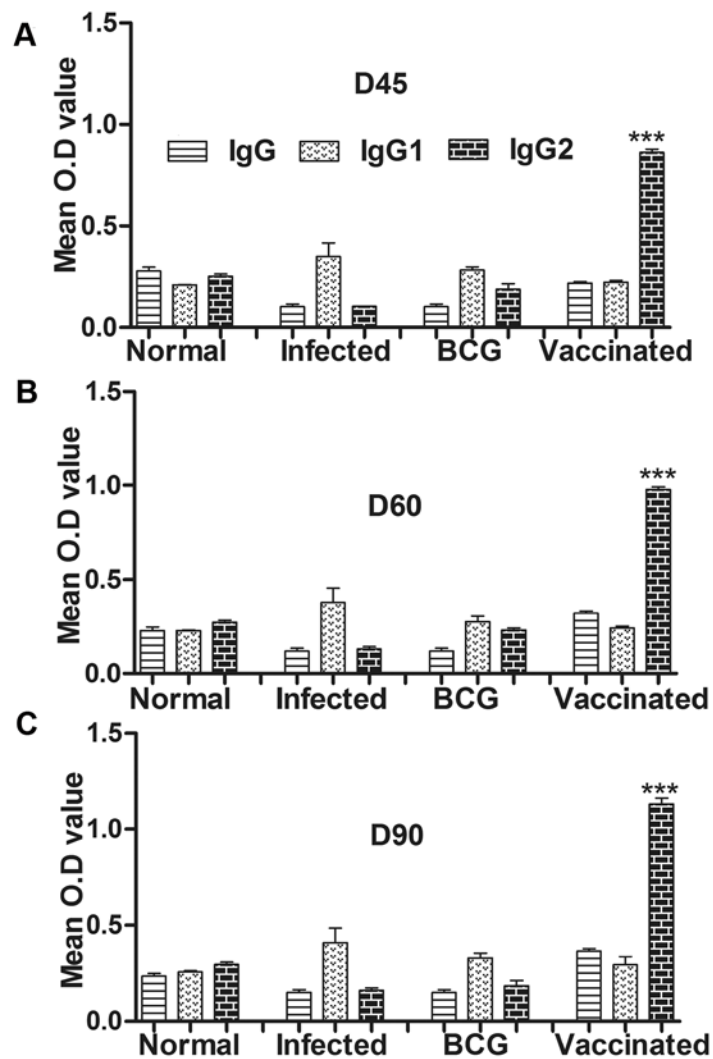 A
Mean O.D value
1.5
1.0
0.5
0.0
D45
IgG IgG1 IgG2
***
Normal Infected BCG Vaccinated
B
Mean O.D value
1.5
1.0
0.5
0.0
D60
***
Normal Infected BCG Vaccinated
C
Mean O.D value
1.5
1.0
0.5
0.0
D90
***
Normal Infected BCG Vaccinated